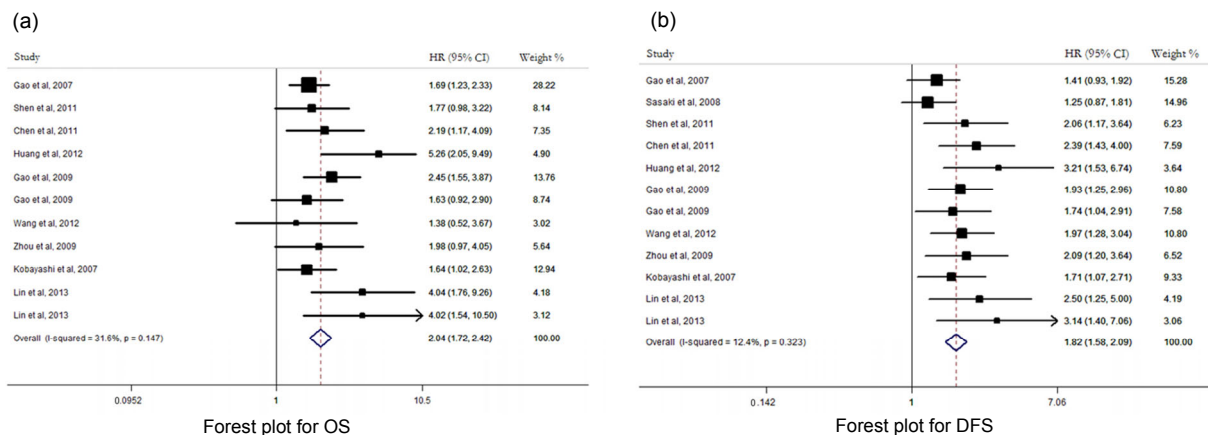 (a)
Study HR (95% CI) Weight %
Gao et al, 2007 1.69 (1.23, 2.33) 28.22
Shen et al, 2011 1.77 (0.98, 3.22) 8.14
Chen et al, 2011 2.19 (1.17, 4.09) 7.35
Huang et al, 2012 5.26 (2.05, 9.49) 4.90
Gao et al, 2009 2.45 (1.55, 3.87) 13.76
Gao et al, 2009 1.63 (0.92, 2.90) 8.74
Wang et al, 2012 1.38 (0.52, 3.67) 3.02
Zhou et al, 2009 1.98 (0.97, 4.05) 5.64
Kobayashi et al, 2007 1.64 (1.02, 2.63) 12.94
Lin et al, 2013 4.04 (1.76, 9.26) 4.18
Lin et al, 2013 4.02 (1.54, 10.50) 3.12
Overall (I-squared = 31.6%, p = 0.147) 2.04 (1.72, 2.42) 100.00
0.0952 1 10.5
Forest plot for OS
(b)
Study HR (95% CI) Weight %
Gao et al, 2007 1.41 (0.93, 1.92) 15.28
Sasaki et al, 2008 1.25 (0.87, 1.81) 14.96
Shen et al, 2011 2.06 (1.17, 3.64) 6.23
Chen et al, 2011 2.39 (1.43, 4.00) 7.59
Huang et al, 2012 3.21 (1.53, 6.74) 3.64
Gao et al, 2009 1.93 (1.25, 2.96) 10.80
Gao et al, 2009 1.74 (1.04, 2.91) 7.58
Wang et al, 2012 1.97 (1.28, 3.04) 10.80
Zhou et al, 2009 2.09 (1.20, 3.64) 6.52
Kobayashi et al, 2007 1.71 (1.07, 2.71) 9.33
Lin et al, 2013 2.50 (1.25, 5.00) 4.19
Lin et al, 2013 3.14 (1.40, 7.06) 3.06
Overall (I-squared = 12.4%, p = 0.323) 1.82 (1.58, 2.09) 100.00
0.142 1 7.06
Forest plot for DFS